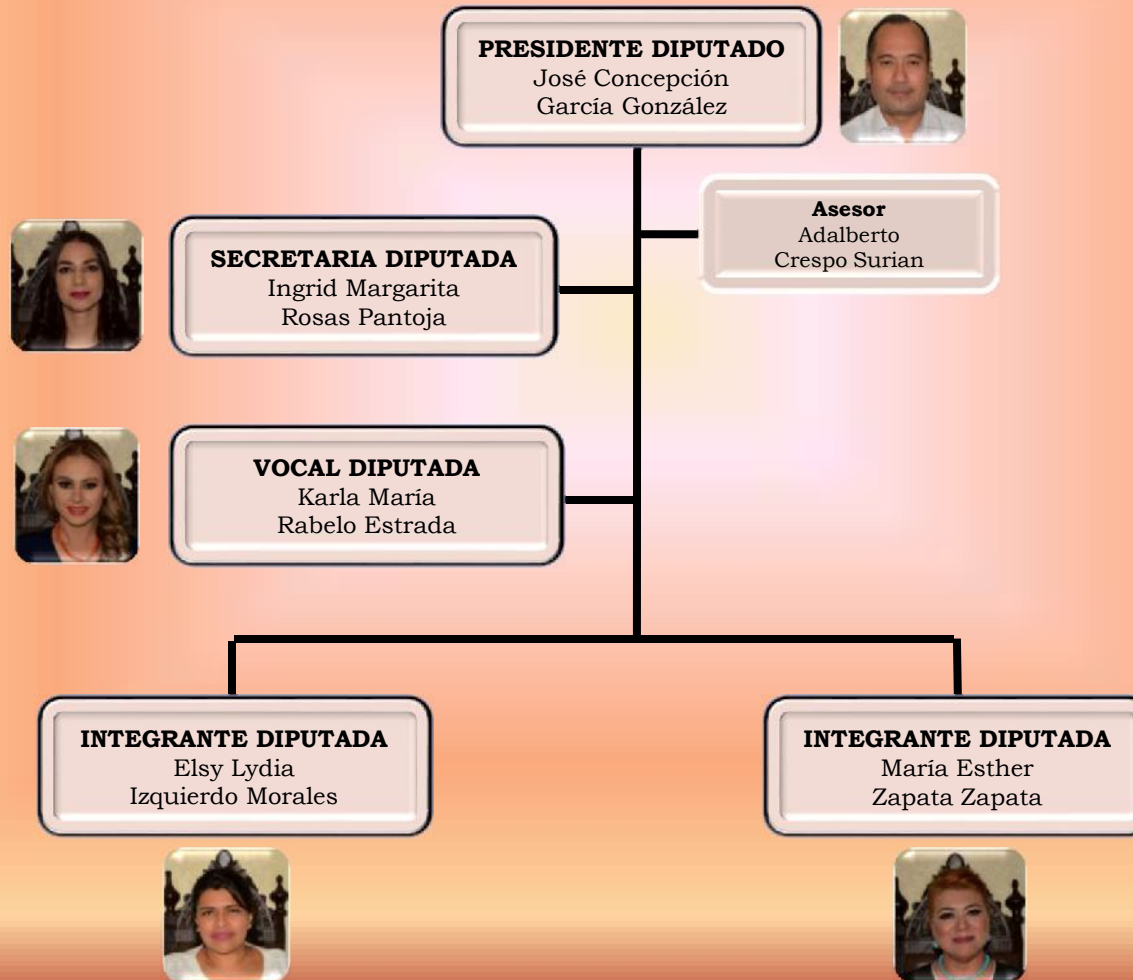 PRESIDENTE DIPUTADO
José Concepción
García González
Asesor
Adalberto
Crespo Surian
SECRETARIA DIPUTADA
Ingrid Margarita
Rosas Pantoja
VOCAL DIPUTADA
Karla María
Rabelo Estrada
INTEGRANTE DIPUTADA
Elsy Lydia
Izquierdo Morales
INTEGRANTE DIPUTADA
María Esther
Zapata Zapata